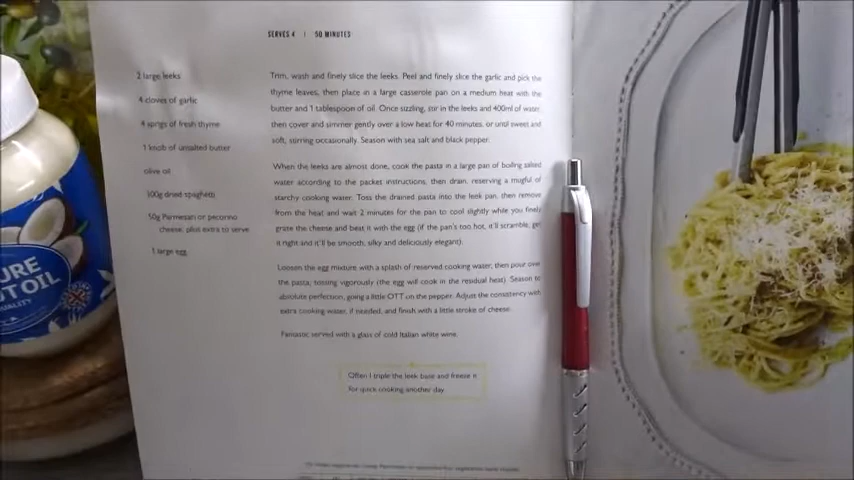 SERVES 4 | 50 MINUTES
2 large leeks
4 cloves of garlic
4 sprigs of fresh thyme
1 knob of unsalted butter
olive oil
300g dried spaghetti
50g Parmesan or pecorino
cheese, plus extra to serve
1 large egg
Trim, wash and finely slice the leeks. Peel and finely slice the garlic and pick the
thyme leaves, then place in a large casserole pan on a medium heat with the
butter and 1 tablespoon of oil. Once sizzling, stir in the leeks and 400ml of water,
then cover and simmer gently over a low heat for 40 minutes, or until sweet and
soft, stirring occasionally. Season with sea salt and black pepper.
When the leeks are almost done, cook the pasta in a large pan of boiling salted
water according to the packet instructions, then drain, reserving a mugful of
starchy cooking water. Toss the drained pasta into the leek pan, then remove
from the heat and wait 2 minutes for the pan to cool slightly while you finely
grate the cheese and beat it with the egg (if the pan's too hot, it'll scramble; get
it right and it'll be smooth, silky and deliciously elegant).
Loosen the egg mixture with a splash of reserved cooking water, then pour over
the pasta, tossing vigorously (the egg will cook in the residual heat). Season to
absolute perfection, going a little OTT on the pepper. Adjust the consistency with
extra cooking water, if needed, and finish with a little stroke of cheese.
Fantastic served with a glass of cold Italian white wine.
Often I triple the leek base and freeze it
for quick cooking another day.
OIL